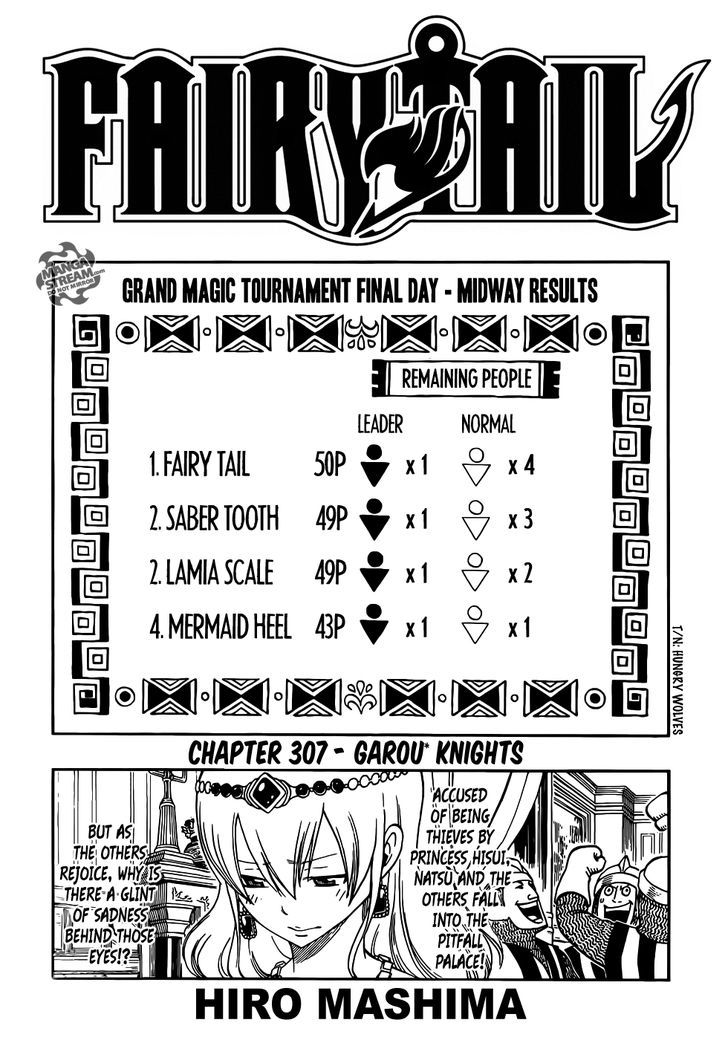 FAIRY TAIL
MANGA
STREAM.com
DO NOT MIRROR
GRAND MAGIC TOURNAMENT FINAL DAY - MIDWAY RESULTS
REMAINING PEOPLE
LEADER NORMAL
1. FAIRY TAIL 50P x 1 x 4
2. SABER TOOTH 49P x 1 x 3
2. LAMIA SCALE 49P x 1 x 2
4. MERMAID HEEL 43P x 1 x 1
T/N: HUNGRY WOLVES
CHAPTER 307 - GAROU* KNIGHTS
ACCUSED
OF BEING
THIEVES BY
PRINCESS HISUI,
NATSU AND THE
OTHERS FALL
INTO THE
PITFALL
PALACE!
BUT AS
THE OTHERS
REJOICE, WHY IS
THERE A GLINT
OF SADNESS
BEHIND THOSE
EYES!?
HIRO MASHIMA